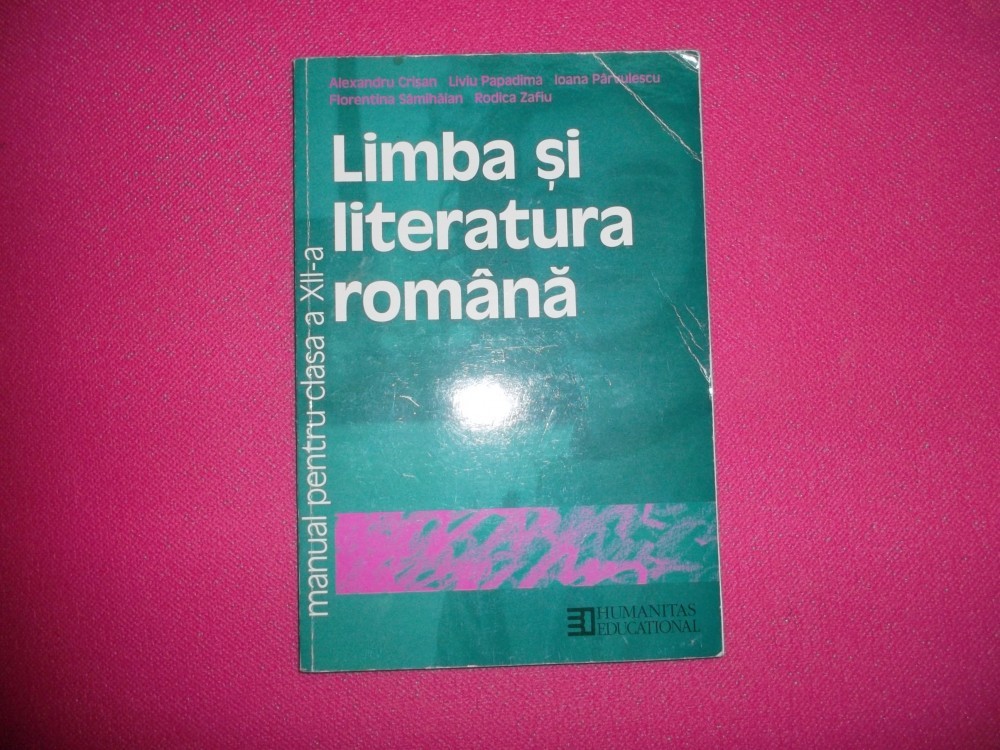 Alexandru Crișan Liviu Papadima Ioana Pârvulescu
Florentina Sâmihăian Rodica Zafiu
Limba și
literatura
română
manual pentru clasa a XII-a
HUMANITAS
EDUCATIONAL